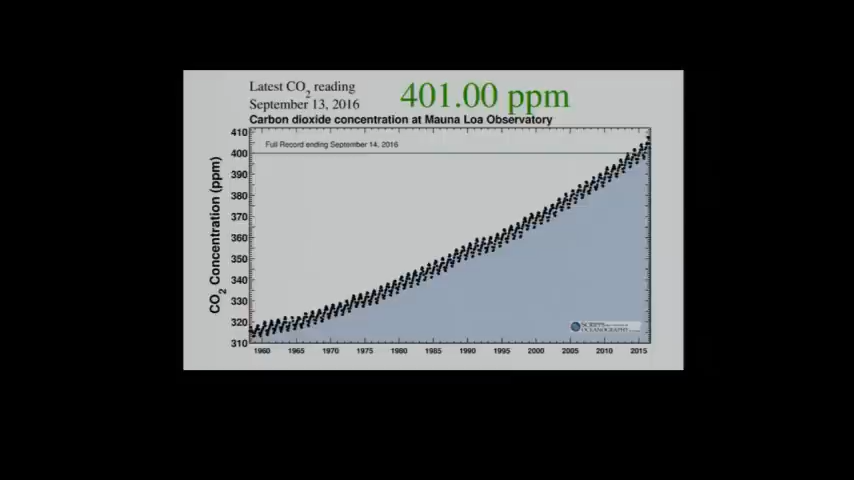 Latest CO2 reading
September 13, 2016
401.00 ppm
Carbon dioxide concentration at Mauna Loa Observatory
Full Record ending September 14, 2016
CO2 Concentration (ppm)
410
400
390
380
370
360
350
340
330
320
310
1960 1965 1970 1975 1980 1985 1990 1995 2000 2005 2010 2015
SCRIPPS
OCEANOGRAPHY